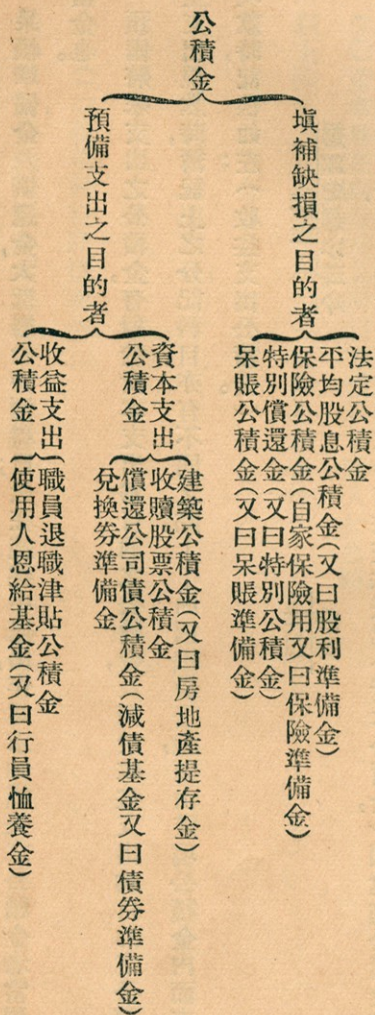 公積金
塡補缺損之目的者
法定公積金
平均股息公積金(又曰股利準備金)
保險公積金(自家保險用又曰保險準備金)
特別償還金(又曰特別公積金)
呆賬公積金(又曰呆賬準備金)
預備支出之目的者
資本支出
公積金
建築公積金(又曰房地產提存金)
收贖股票公積金
償還公司債公積金(減債基金又曰債券準備金)
兌換券準備金
收益支出
公積金
職員退職津貼公積金
使用人恩給基金(又曰行員恤養金)